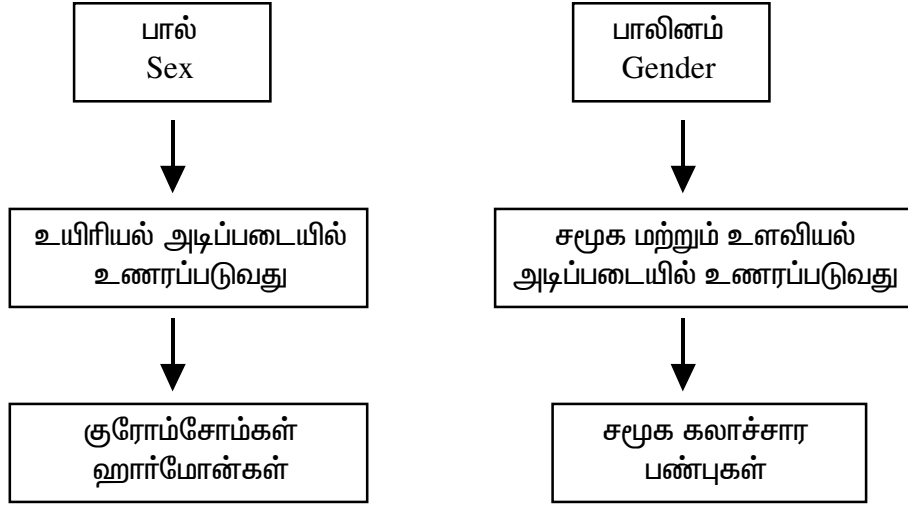 பால்
Sex
உயிரியல் அடிப்படையில்
உணரப்படுவது
குரோம்சோம்கள்
ஹார்மோன்கள்
பாலினம்
Gender
சமூக மற்றும் உளவியல்
அடிப்படையில் உணரப்படுவது
சமூக கலாச்சார
பண்புகள்